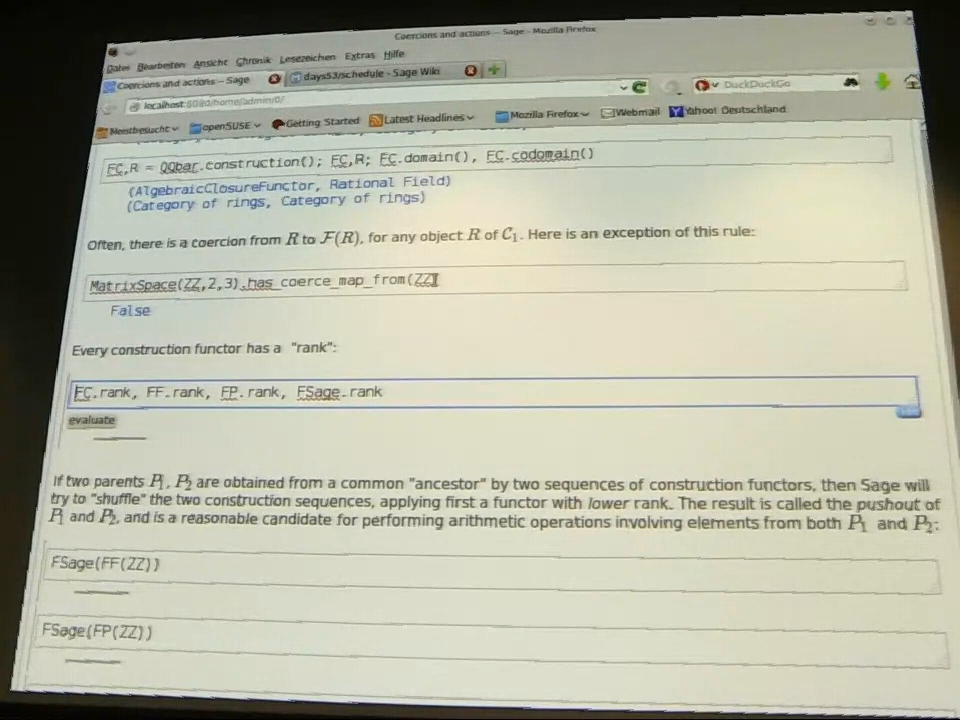 Coercions and actions – Sage - Mozilla Firefox
Datei Bearbeiten Ansicht Chronik Lesezeichen Extras Hilfe
Coercions and actions – Sage days53/schedule - Sage Wiki
localhost:8080/home/admin/0/ DuckDuckGo
Meistbesucht openSUSE Getting Started Latest Headlines Mozilla Firefox Webmail Yahoo! Deutschland
FC,R = QQbar.construction(); FC,R; FC.domain(), FC.codomain()
(AlgebraicClosureFunctor, Rational Field)
(Category of rings, Category of rings)
Often, there is a coercion from R to F(R), for any object R of C₁. Here is an exception of this rule:
MatrixSpace(ZZ,2,3).has_coerce_map_from(ZZ)
False
Every construction functor has a "rank":
FC.rank, FF.rank, FP.rank, FSage.rank
evaluate
If two parents P₁, P₂ are obtained from a common "ancestor" by two sequences of construction functors, then Sage will
try to "shuffle" the two construction sequences, applying first a functor with lower rank. The result is called the pushout of
P₁ and P₂, and is a reasonable candidate for performing arithmetic operations involving elements from both P₁ and P₂:
FSage(FF(ZZ))
FSage(FP(ZZ))